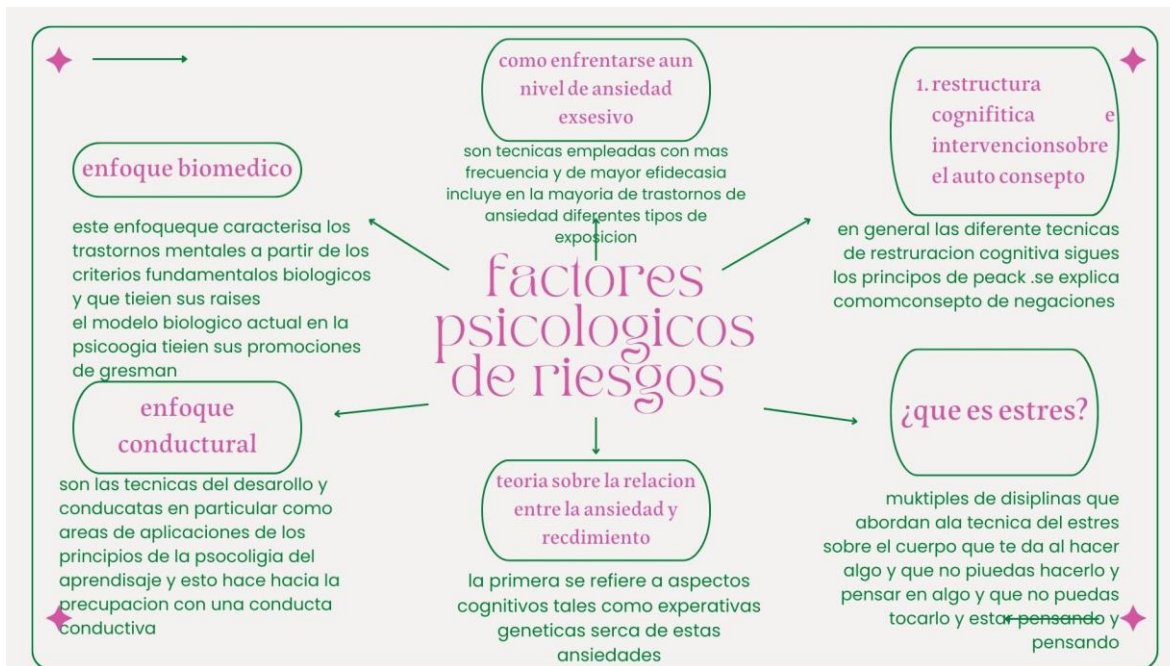 como enfrentarse aun
nivel de ansiedad
exsesivo
son tecnicas empleadas con mas
frecuencia y de mayor efidecasia
incluye en la mayoria de trastornos de
ansiedad diferentes tipos de
exposicion
1. restructura
cognifitica e
intervencionsobre
el auto consepto
en general las diferente tecnicas
de restruracion cognitiva sigues
los principos de peack .se explica
comomconsepto de negaciones
enfoque biomedico
este enfoqueque caracterisa los
trastornos mentales a partir de los
criterios fundamentalos biologicos
y que tieien sus raises
el modelo biologico actual en la
psicoogia tieien sus promociones
de gresman
factores
psicologicos
de riesgos
enfoque
conductural
son las tecnicas del desarollo y
conducatas en particular como
areas de aplicaciones de los
principios de la psocoligia del
aprendisaje y esto hace hacia la
precupacion con una conducta
conductiva
teoria sobre la relacion
entre la ansiedad y
recdimiento
la primera se refiere a aspectos
cognitivos tales como experativas
geneticas serca de estas
ansiedades
¿que es estres?
muktiples de disiplinas que
abordan ala tecnica del estres
sobre el cuerpo que te da al hacer
algo y que no piuedas hacerlo y
pensar en algo y que no puedas
tocarlo y estar pensando y
pensando